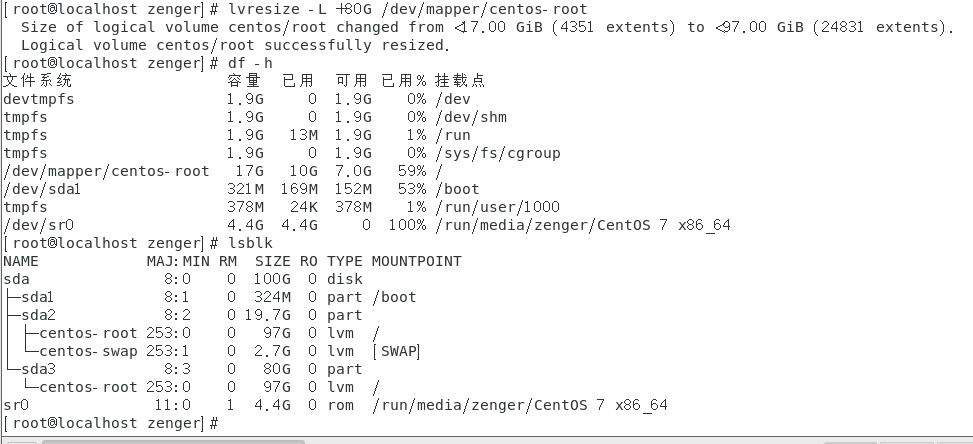 [root@localhost zenger]# lvresize -L +80G /dev/mapper/centos-root
  Size of logical volume centos/root changed from <17.00 GiB (4351 extents) to <97.00 GiB (24831 extents).
  Logical volume centos/root successfully resized.
[root@localhost zenger]# df -h
文件系统                 容量  已用  可用 已用% 挂载点
devtmpfs                 1.9G     0  1.9G    0% /dev
tmpfs                    1.9G     0  1.9G    0% /dev/shm
tmpfs                    1.9G   13M  1.9G    1% /run
tmpfs                    1.9G     0  1.9G    0% /sys/fs/cgroup
/dev/mapper/centos-root   17G   10G  7.0G   59% /
/dev/sda1                321M  169M  152M   53% /boot
tmpfs                    378M   24K  378M    1% /run/user/1000
/dev/sr0                 4.4G  4.4G     0  100% /run/media/zenger/CentOS 7 x86_64
[root@localhost zenger]# lsblk
NAME            MAJ:MIN RM  SIZE RO TYPE MOUNTPOINT
sda               8:0    0  100G  0 disk
├─sda1            8:1    0  324M  0 part /boot
├─sda2            8:2    0 19.7G  0 part
│ ├─centos-root 253:0    0   97G  0 lvm  /
│ └─centos-swap 253:1    0  2.7G  0 lvm  [SWAP]
└─sda3            8:3    0   80G  0 part
  └─centos-root 253:0    0   97G  0 lvm  /
sr0              11:0    1  4.4G  0 rom  /run/media/zenger/CentOS 7 x86_64
[root@localhost zenger]#